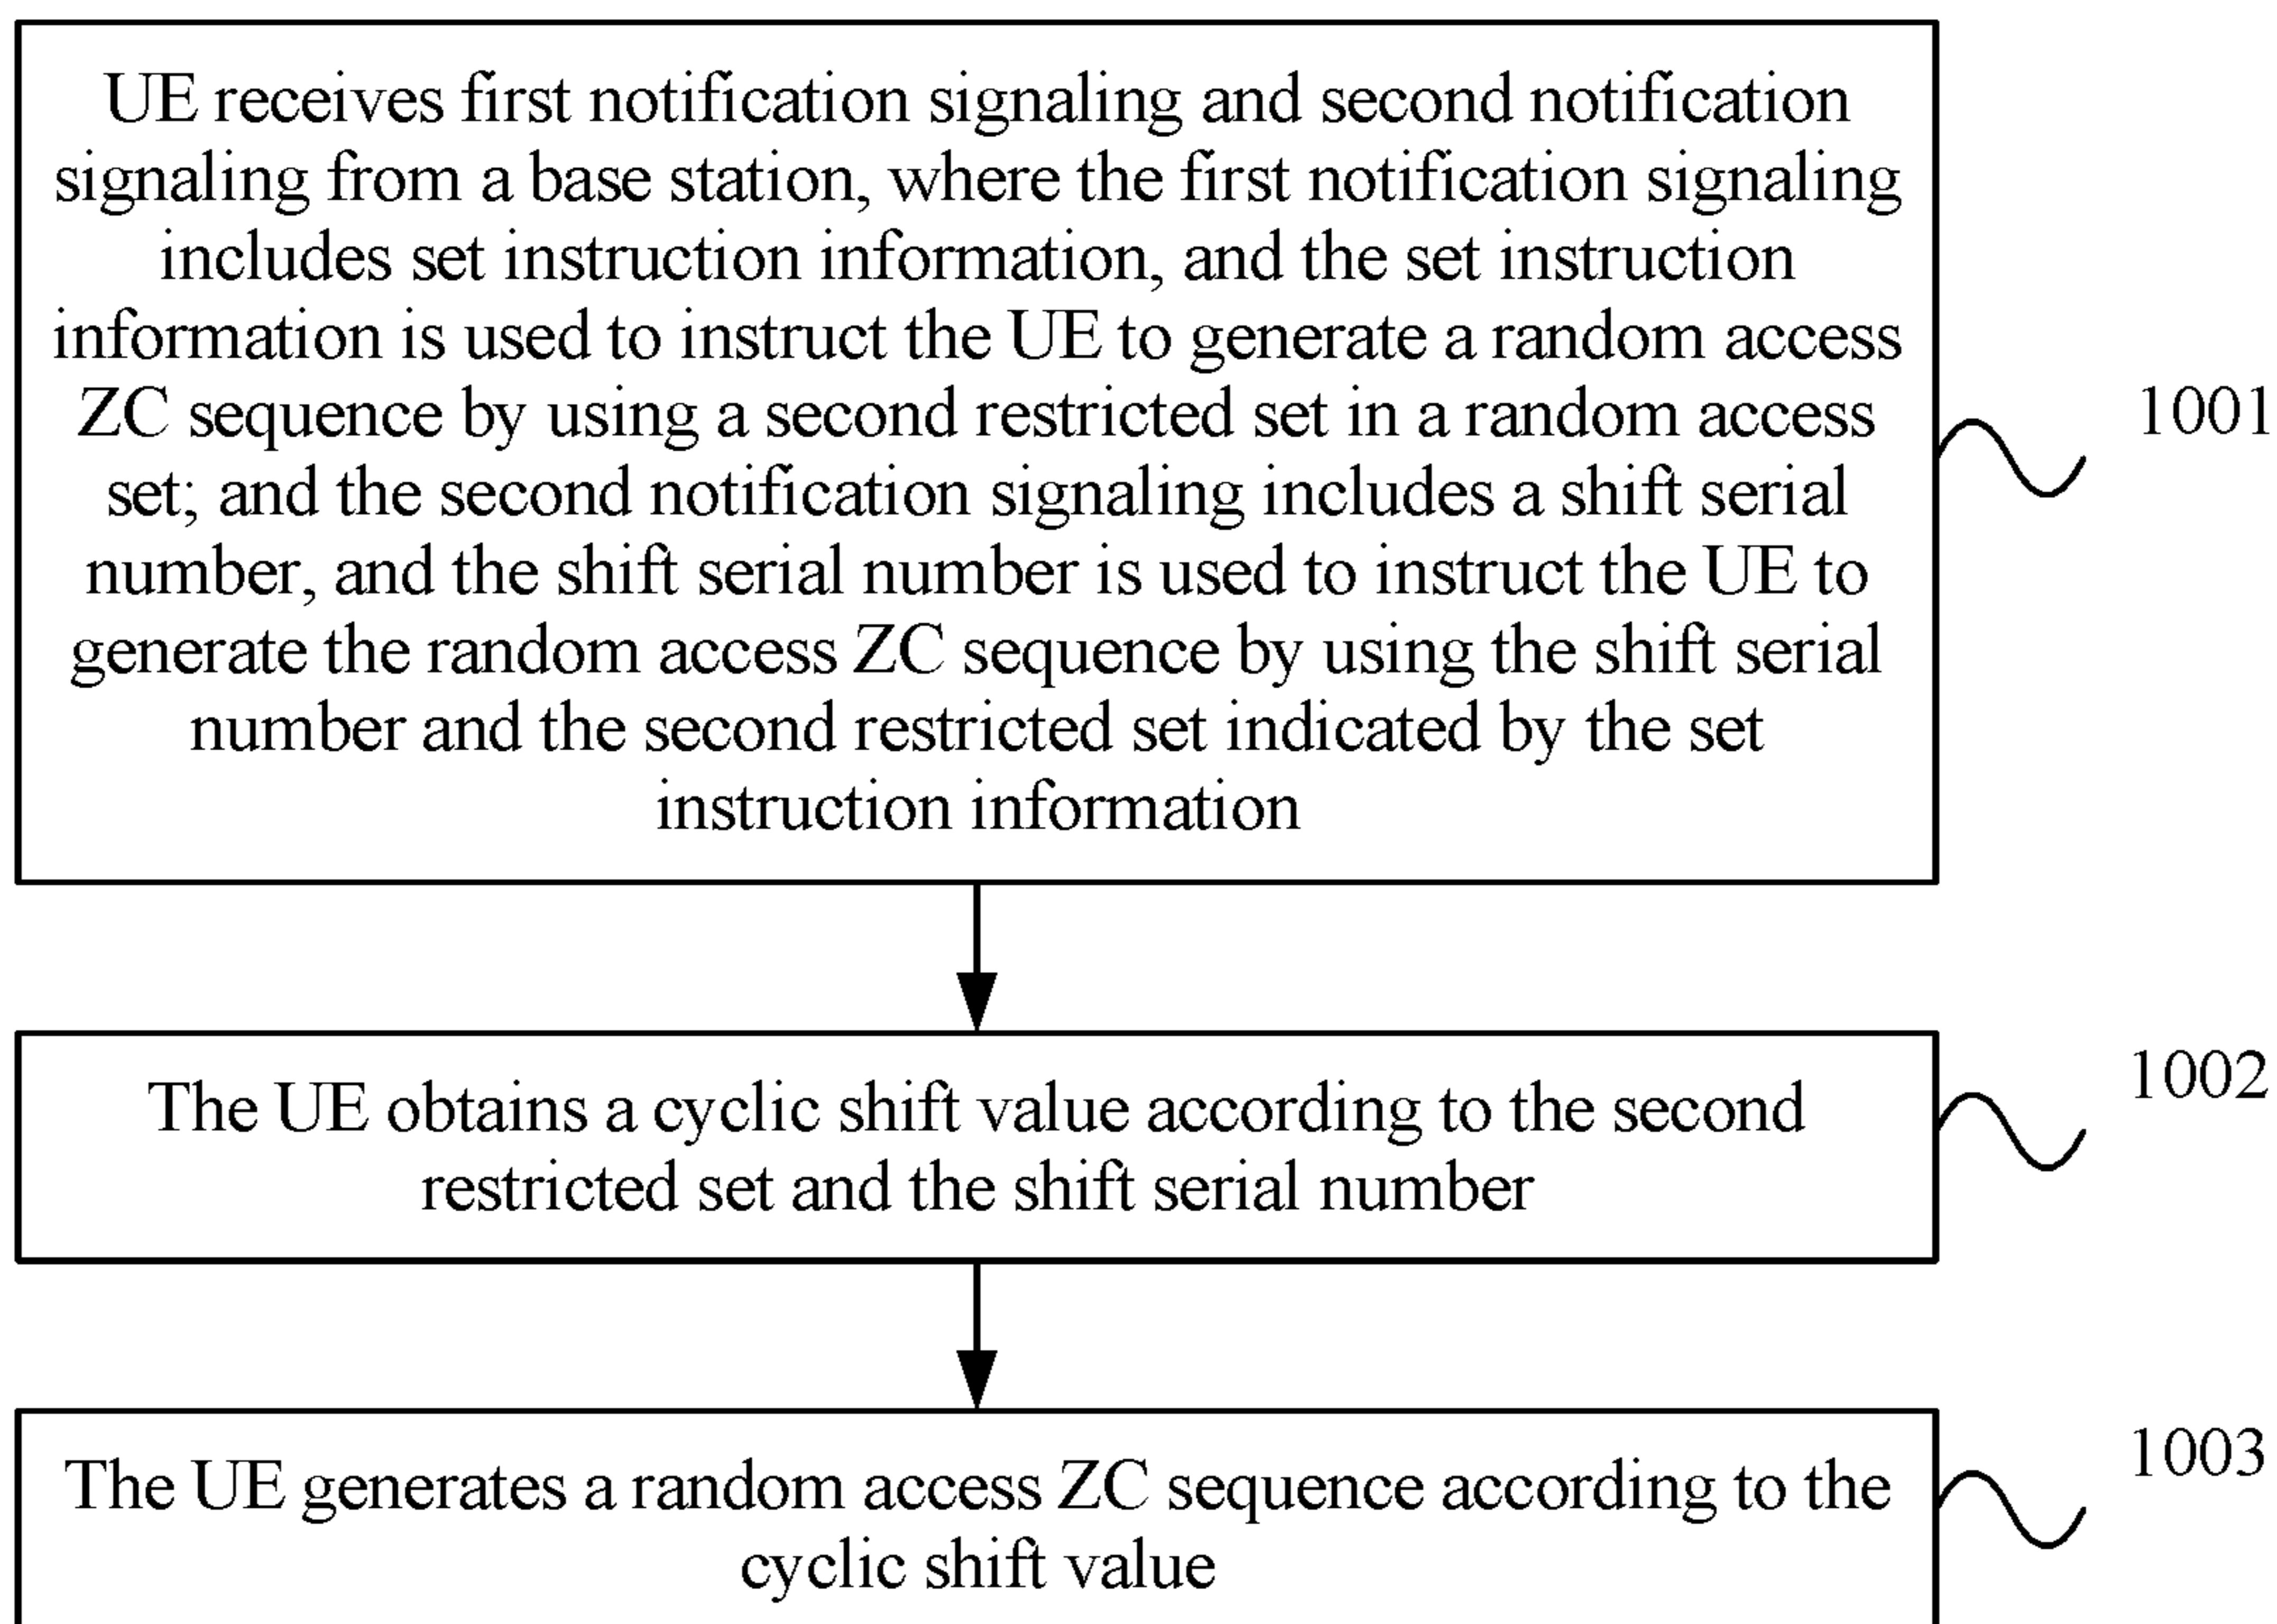 UE receives first notification signaling and second notification
signaling from a base station, where the first notification signaling
includes set instruction information, and the set instruction
information is used to instruct the UE to generate a random access
ZC sequence by using a second restricted set in a random access
set; and the second notification signaling includes a shift serial
number, and the shift serial number is used to instruct the UE to
generate the random access ZC sequence by using the shift serial
number and the second restricted set indicated by the set
instruction information
1001
The UE obtains a cyclic shift value according to the second
restricted set and the shift serial number
1002
The UE generates a random access ZC sequence according to the
cyclic shift value
1003